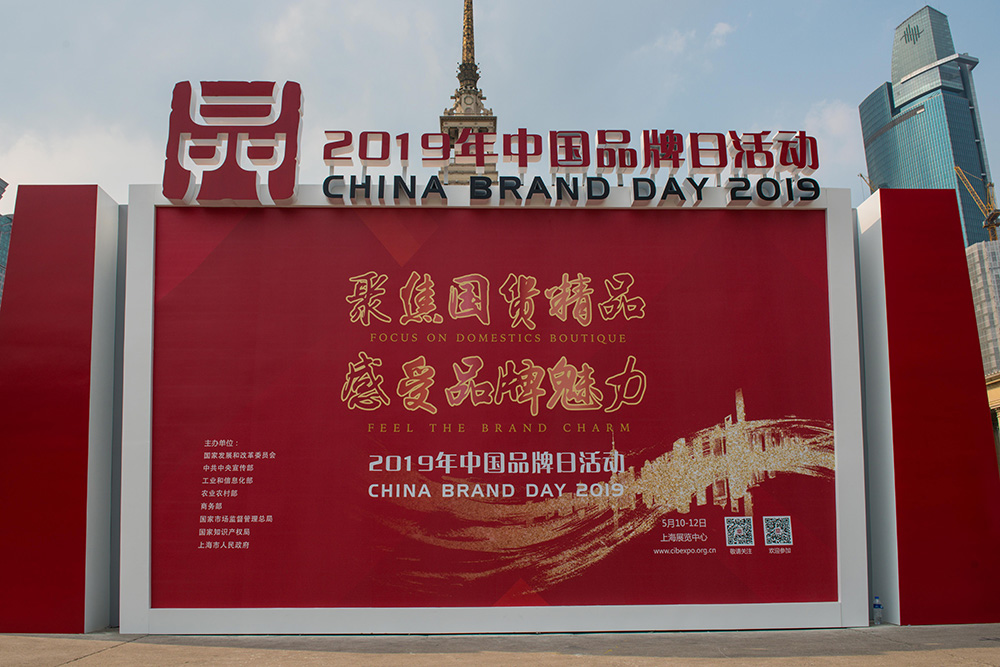 2019年中国品牌日活动
CHINA BRAND DAY 2019
聚焦国货精品
FOCUS ON DOMESTICS BOUTIQUE
感受品牌魅力
FEEL THE BRAND CHARM
2019年中国品牌日活动
CHINA BRAND DAY 2019
主办单位：
国家发展和改革委员会
中共中央宣传部
工业和信息化部
农业农村部
商务部
国家市场监督管理总局
国家知识产权局
上海市人民政府
5月10-12日
上海展览中心
www.cibexpo.org.cn
敬请关注
欢迎参加